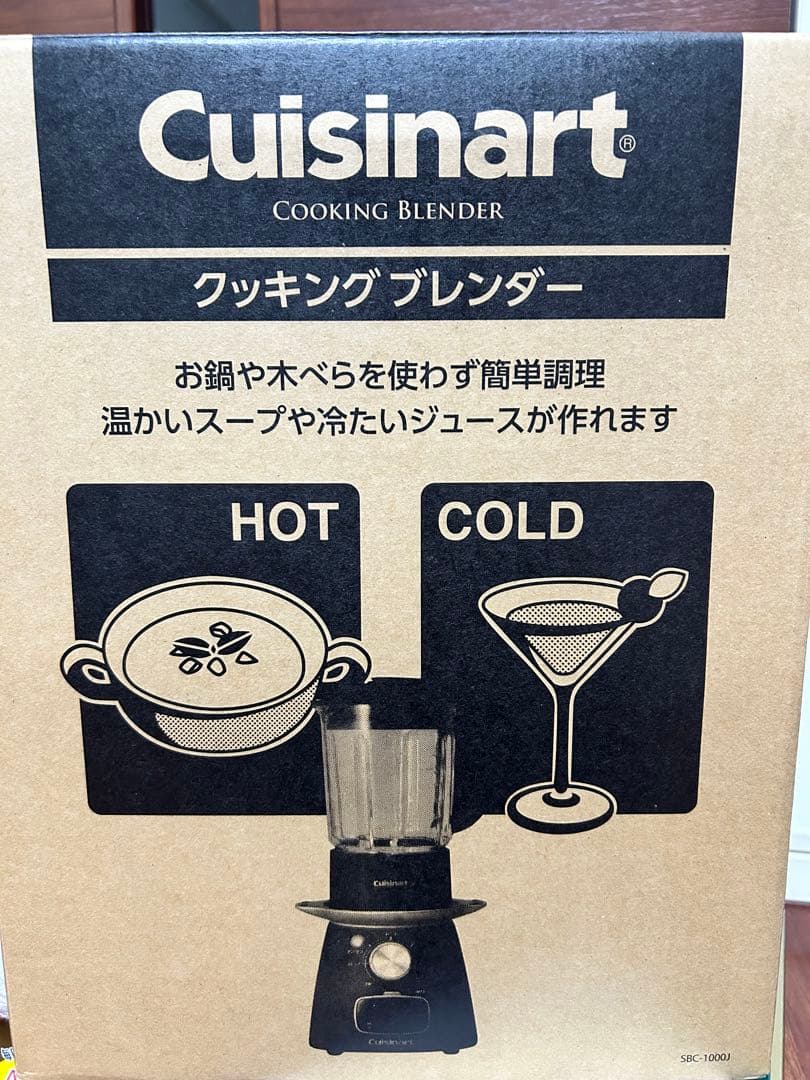 Cuisinart®
COOKING BLENDER
クッキング ブレンダー
お鍋や木べらを使わず簡単調理
温かいスープや冷たいジュースが作れます
HOT
COLD
Cuisinart
Cuisinart
SBC-1000J